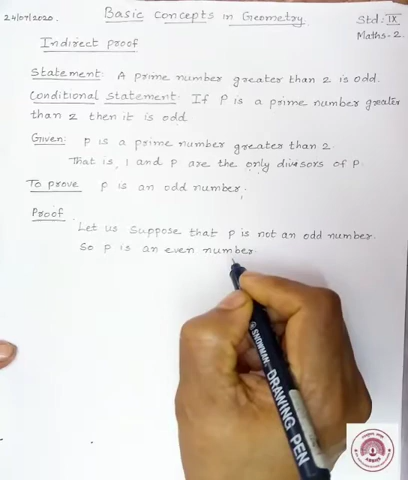 24/07/2020.
Basic concepts in Geometry.
Std: IX
Maths-2.
Indirect proof
Statement: A prime number greater than 2 is odd.
Conditional statement: If P is a prime number greater
than 2 then it is odd.
Given: P is a prime number greater than 2.
That is, 1 and P are the only divisors of P.
To prove P is an odd number.
Proof
Let us suppose that P is not an odd number.
So P is an even number.
SNOWMAN DRAWING PEN